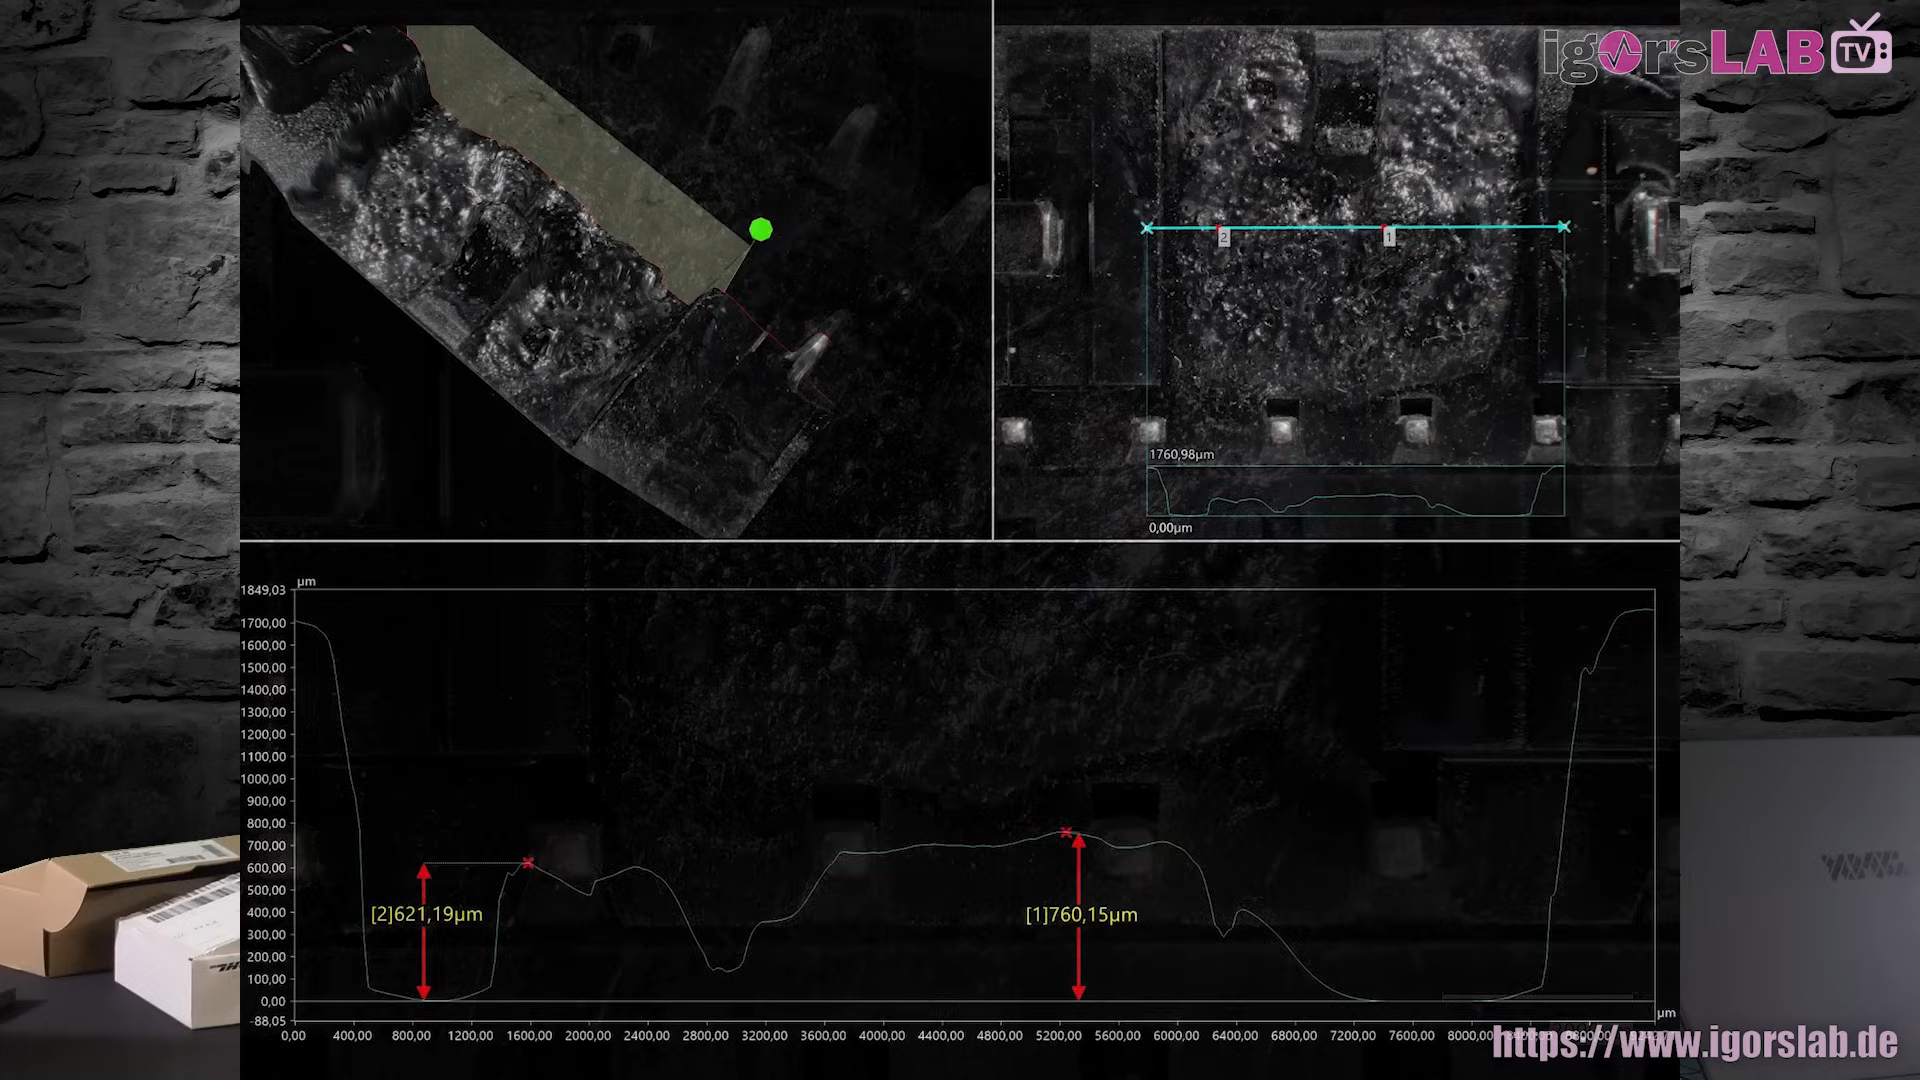 igor'sLAB TV
2
1
1760,98µm
0,00µm
µm
1849,03
1700,00
1600,00
1500,00
1400,00
1300,00
1200,00
1100,00
1000,00
900,00
800,00
700,00
600,00
500,00
400,00
300,00
200,00
100,00
0,00
-88,05
[2]621,19µm
[1]760,15µm
µm
0,00 400,00 800,00 1200,00 1600,00 2000,00 2400,00 2800,00 3200,00 3600,00 4000,00 4400,00 4800,00 5200,00 5600,00 6000,00 6400,00 6800,00 7200,00 7600,00 8000,00
https://www.igorslab.de